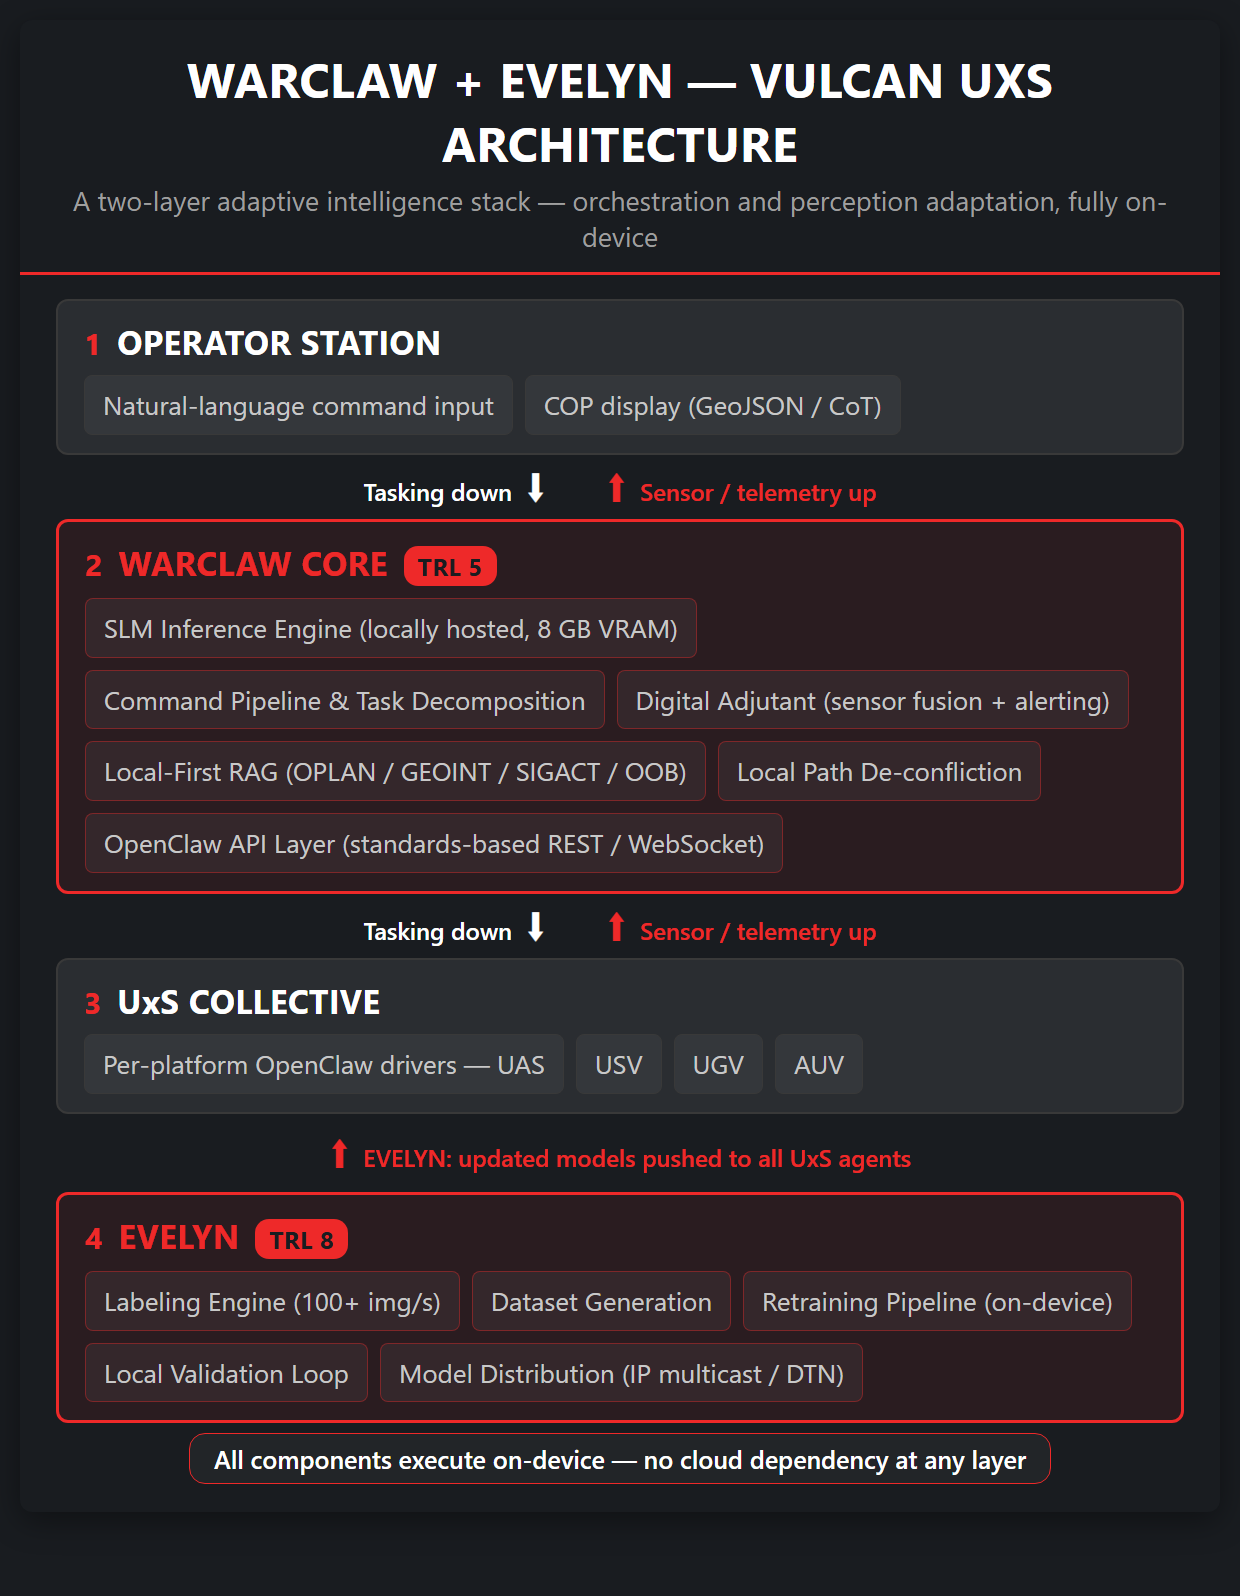 WARCLAW + EVELYN — VULCAN UXS
ARCHITECTURE
A two-layer adaptive intelligence stack — orchestration and perception adaptation, fully on-
device
1 OPERATOR STATION
Natural-language command input COP display (GeoJSON / CoT)
Tasking down ⬇ ⬆ Sensor / telemetry up
2 WARCLAW CORE TRL 5
SLM Inference Engine (locally hosted, 8 GB VRAM)
Command Pipeline & Task Decomposition Digital Adjutant (sensor fusion + alerting)
Local-First RAG (OPLAN / GEOINT / SIGACT / OOB) Local Path De-confliction
OpenClaw API Layer (standards-based REST / WebSocket)
Tasking down ⬇ ⬆ Sensor / telemetry up
3 UxS COLLECTIVE
Per-platform OpenClaw drivers — UAS USV UGV AUV
⬆ EVELYN: updated models pushed to all UxS agents
4 EVELYN TRL 8
Labeling Engine (100+ img/s) Dataset Generation Retraining Pipeline (on-device)
Local Validation Loop Model Distribution (IP multicast / DTN)
All components execute on-device — no cloud dependency at any layer